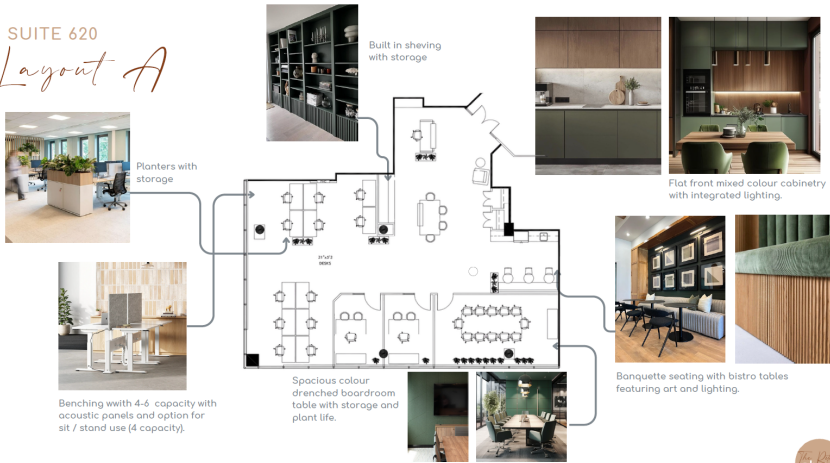 SUITE 620
Layout A
Built in sheving
with storage
Planters with
storage
Flat front mixed colour cabinetry
with integrated lighting.
DESKS
Benching wwith 4-6 capacity with
acoustic panels and option for
sit / stand use (4 capacity).
Spacious colour
drenched boardroom
table with storage and
plant life.
Banquette seating with bistro tables
featuring art and lighting.